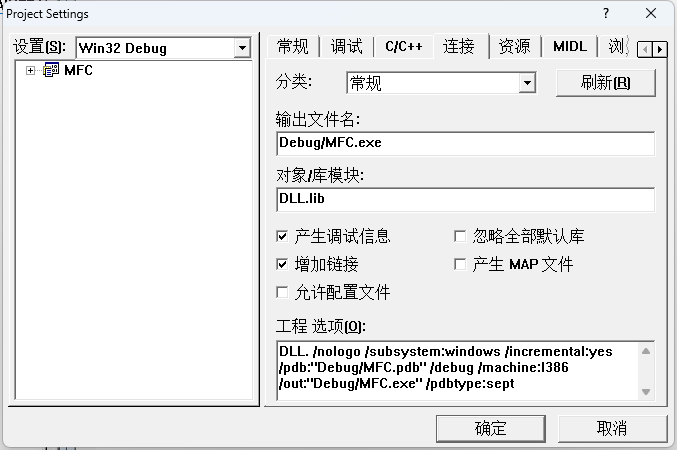 Project Settings
设置(S):
Win32 Debug
MFC
常规 调试 C/C++ 连接 资源 MIDL 浏
分类:
常规
刷新(R)
输出文件名:
Debug/MFC.exe
对象/库模块:
DLL.lib
产生调试信息
忽略全部默认库
增加链接
产生 MAP 文件
允许配置文件
工程 选项(O):
DLL. /nologo /subsystem:windows /incremental:yes
/pdb:"Debug/MFC.pdb" /debug /machine:I386
/out:"Debug/MFC.exe" /pdbtype:sept
确定
取消